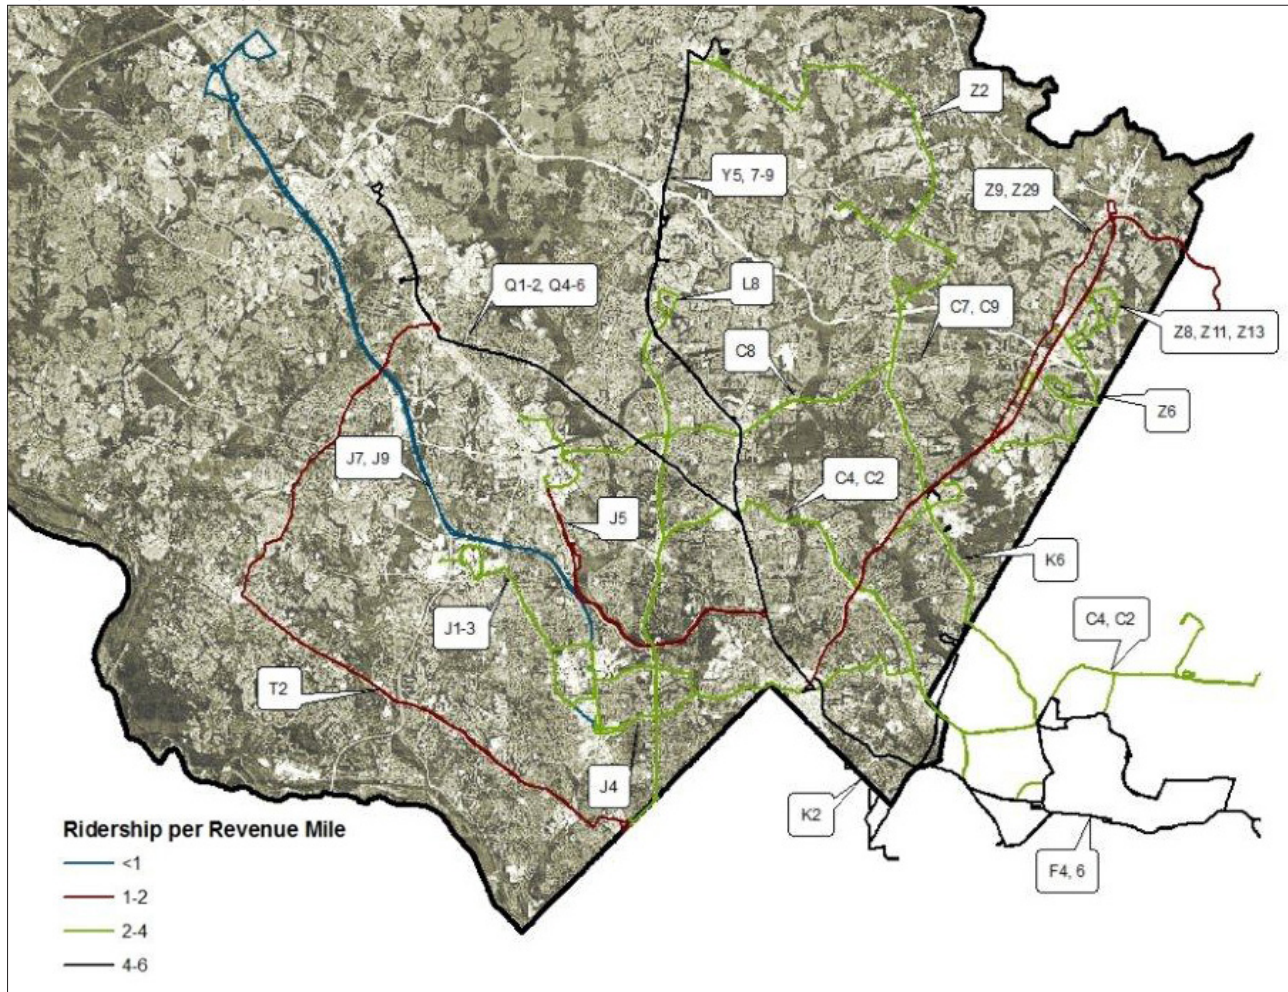 Z2
Y5, 7-9
Z9, Z29
Q1-2, Q4-6
L8
C7, C9
Z8, Z11, Z13
C8
Z6
J7, J9
C4, C2
J5
K6
J1-3
C4, C2
T2
J4
K2
F4, 6
Ridership per Revenue Mile
<1
1-2
2-4
4-6